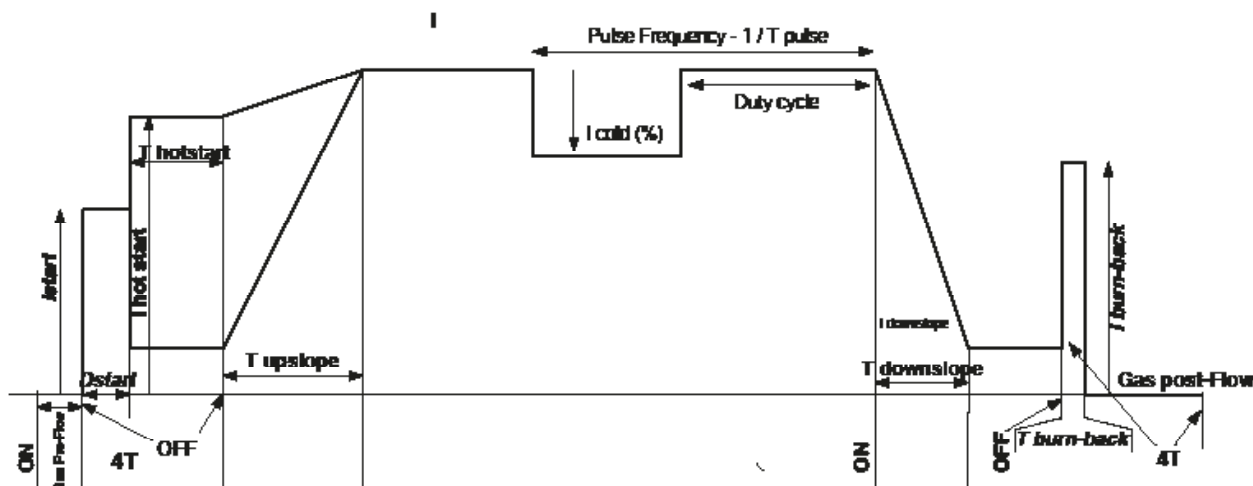 I
Pulse Frequency - 1 / T pulse
Duty cycle
I cold (%)
T hotstart
I hot start
Istart
Dstart
T upslope
I downslope
T downslope
I burn-back
Gas post-Flow
ON
Gas Pre-Flow
4T
OFF
ON
OFF
T burn-back
4T